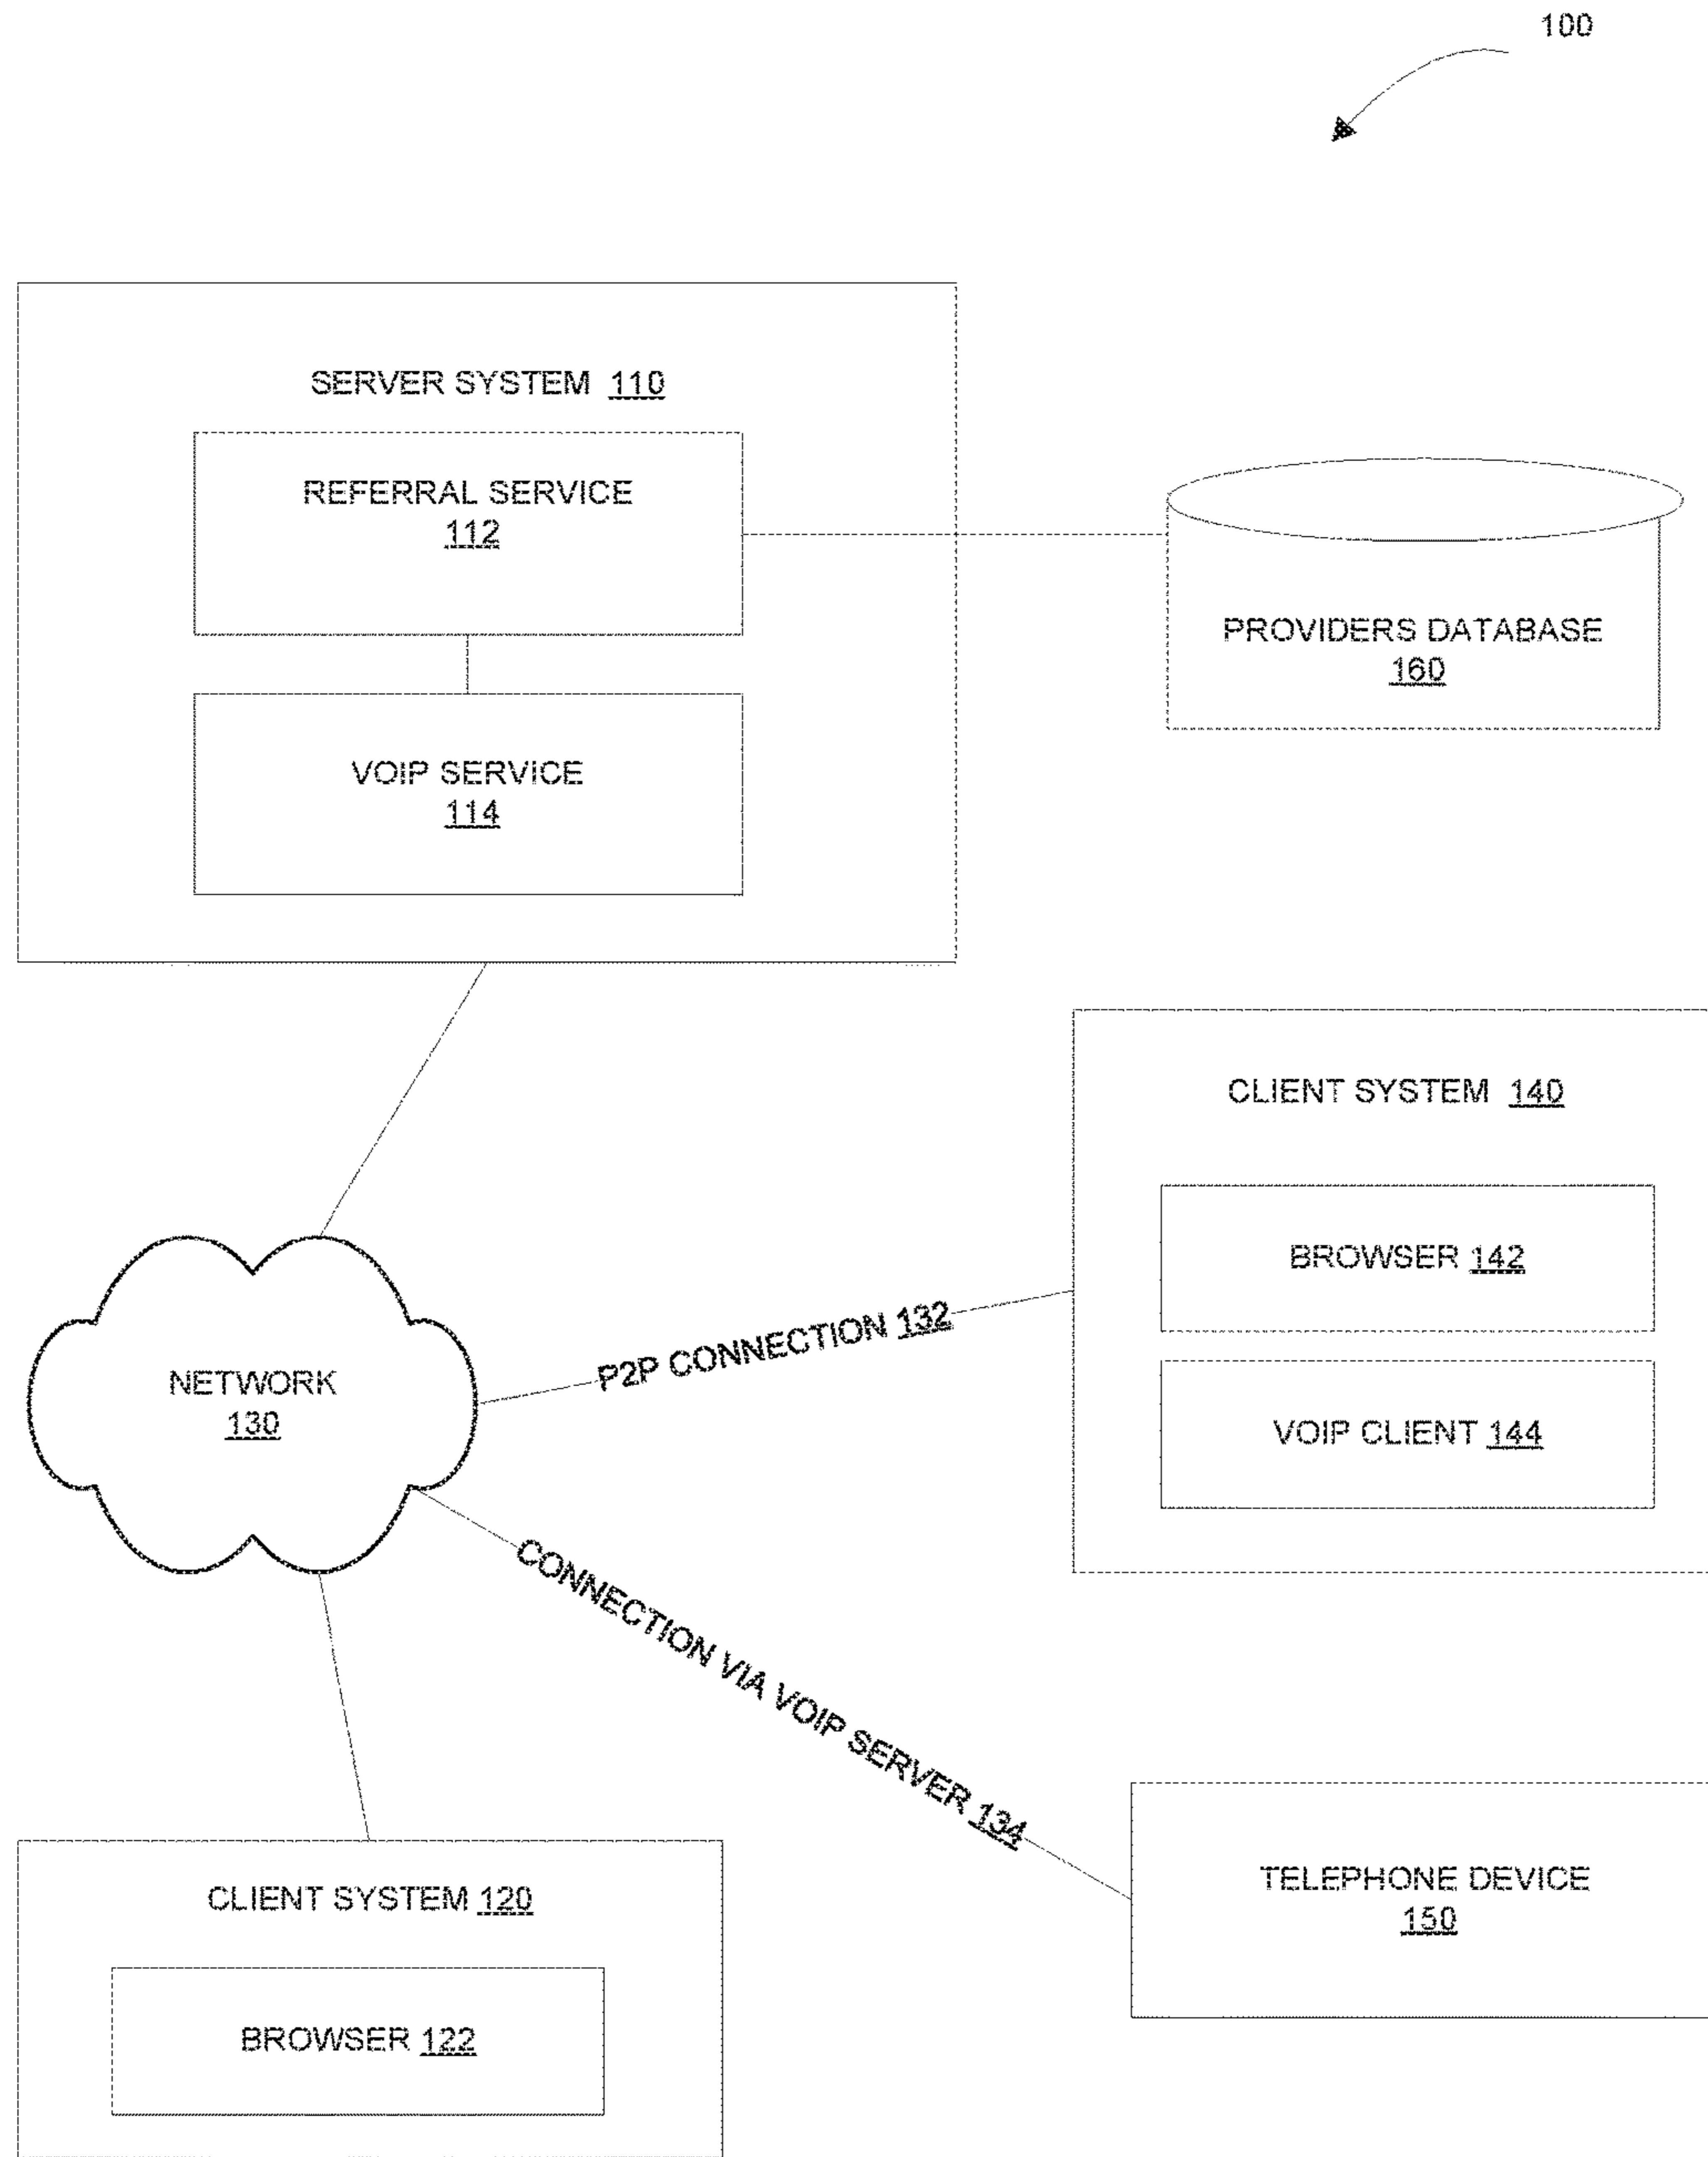 100
SERVER SYSTEM 110
REFERRAL SERVICE
112
PROVIDERS DATABASE
160
VOIP SERVICE
114
CLIENT SYSTEM 140
BROWSER 142
P2P CONNECTION 132
NETWORK
130
VOIP CLIENT 144
CONNECTION VIA VOIP SERVER 134
TELEPHONE DEVICE
150
CLIENT SYSTEM 120
BROWSER 122